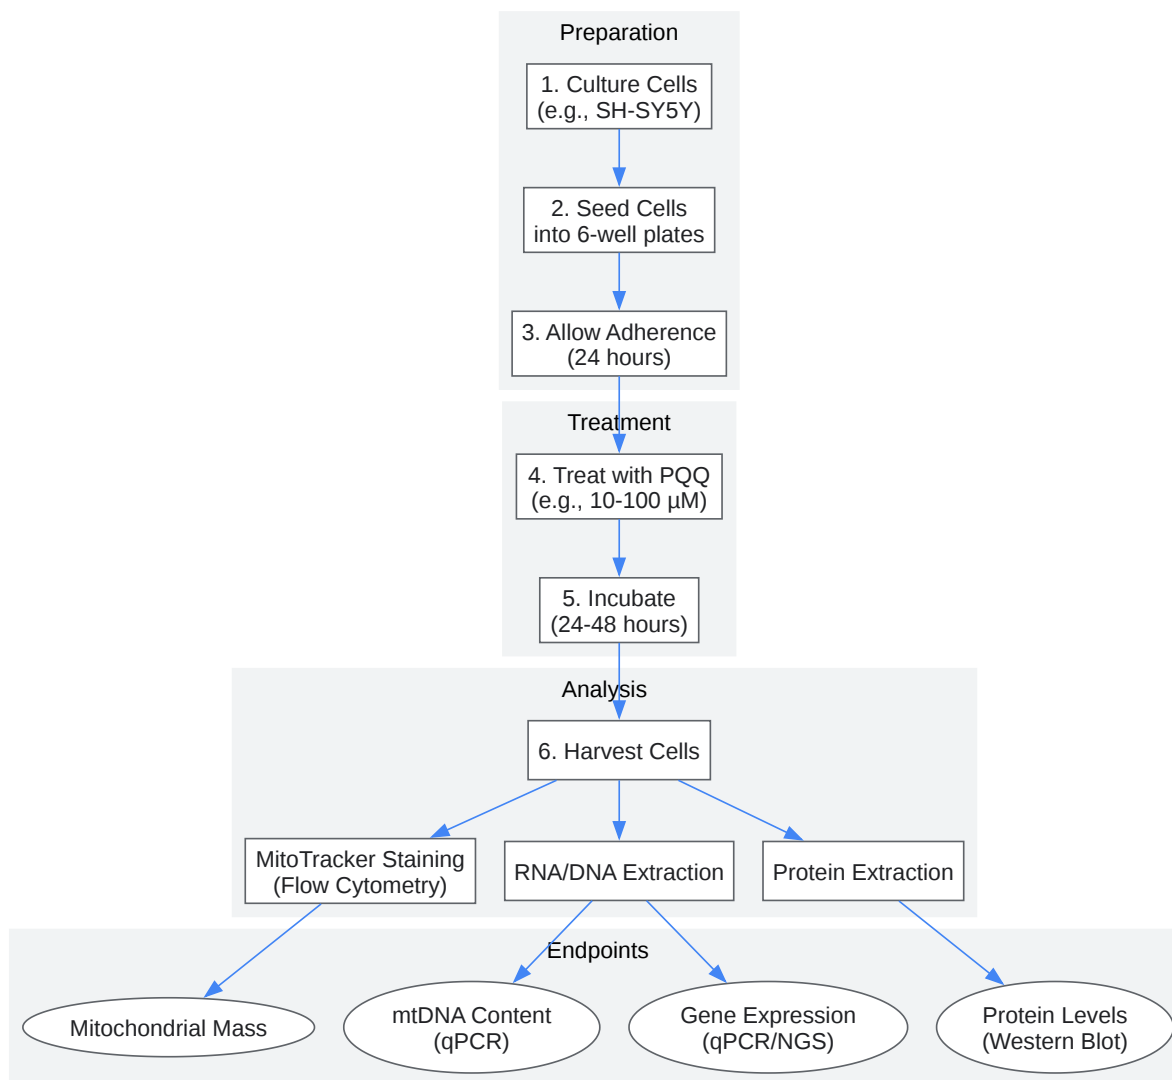 Preparation
1. Culture Cells
(e.g., SH-SY5Y)
2. Seed Cells
into 6-well plates
3. Allow Adherence
(24 hours)
Treatment
4. Treat with PQQ
(e.g., 10-100 µM)
5. Incubate
(24-48 hours)
Analysis
6. Harvest Cells
MitoTracker Staining
(Flow Cytometry)
RNA/DNA Extraction
Protein Extraction
Endpoints
Mitochondrial Mass
mtDNA Content
(qPCR)
Gene Expression
(qPCR/NGS)
Protein Levels
(Western Blot)